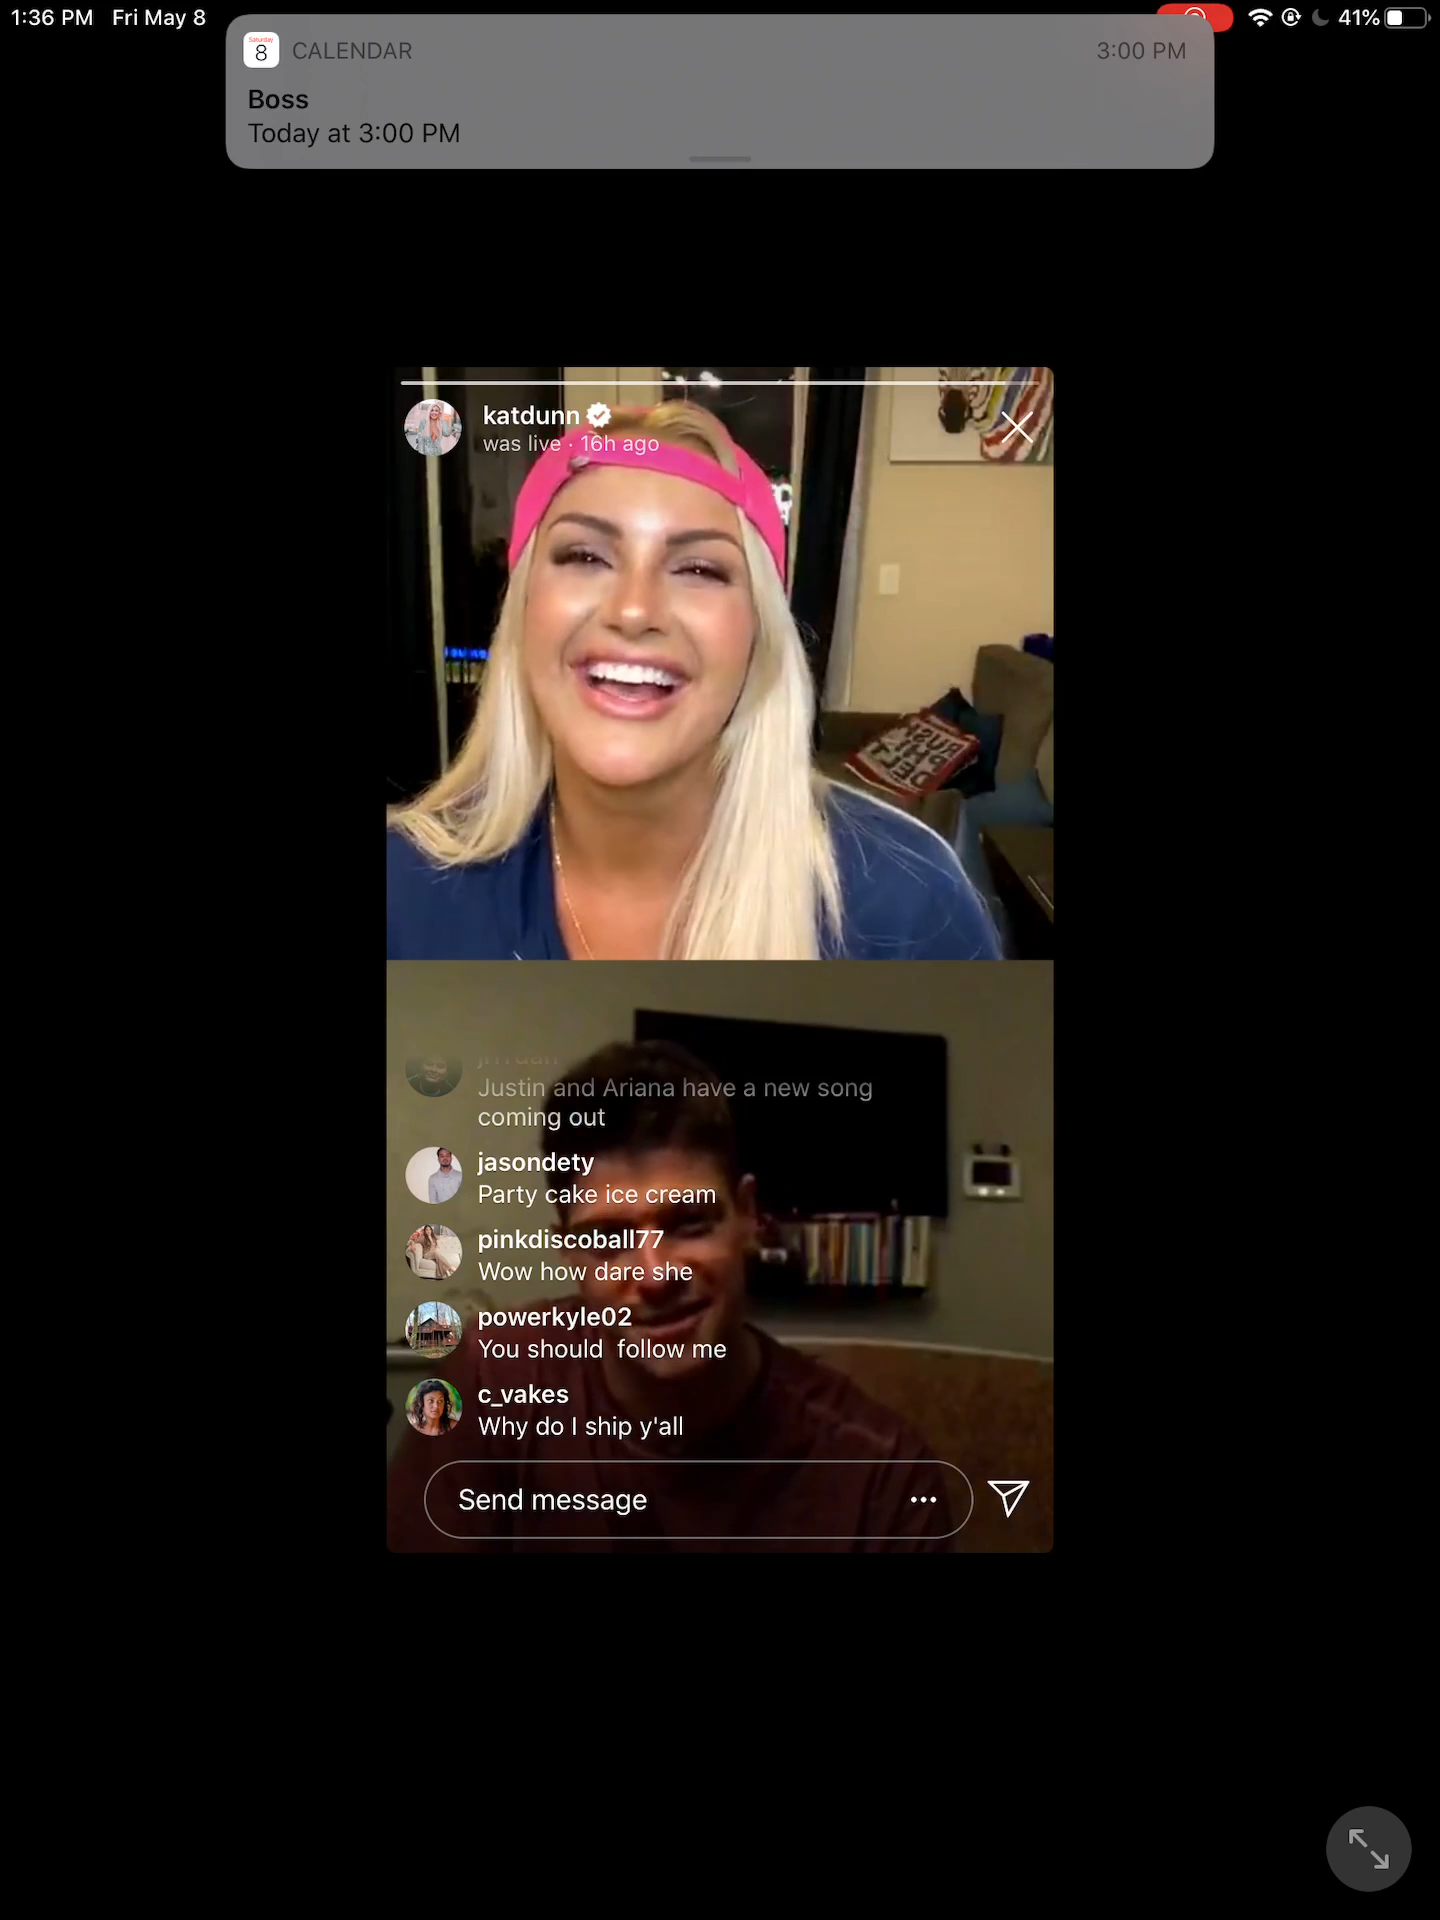 1:36 PM Fri May 8
41%
Saturday
8
CALENDAR
3:00 PM
Boss
Today at 3:00 PM
katdunn
was live · 16h ago
Justin and Ariana have a new song
coming out
jasondety
Party cake ice cream
pinkdiscoball77
Wow how dare she
powerkyle02
You should  follow me
c_vakes
Why do I ship y'all
Send message